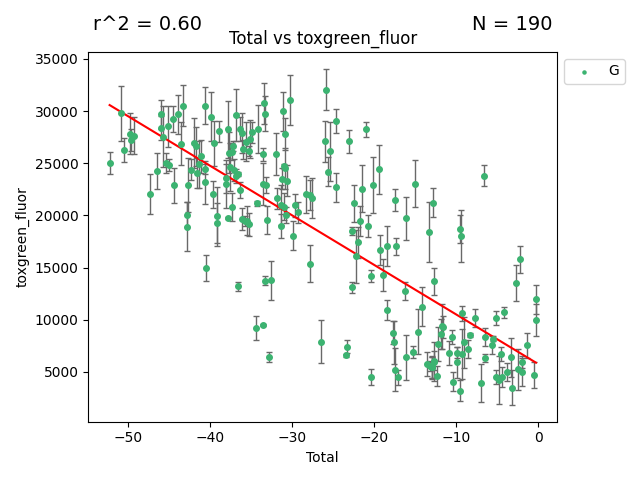 r^2 = 0.60
N = 190
Total vs toxgreen_fluor
G
35000
30000
25000
20000
15000
10000
5000
toxgreen_fluor
−50
−40
−30
−20
−10
0
Total